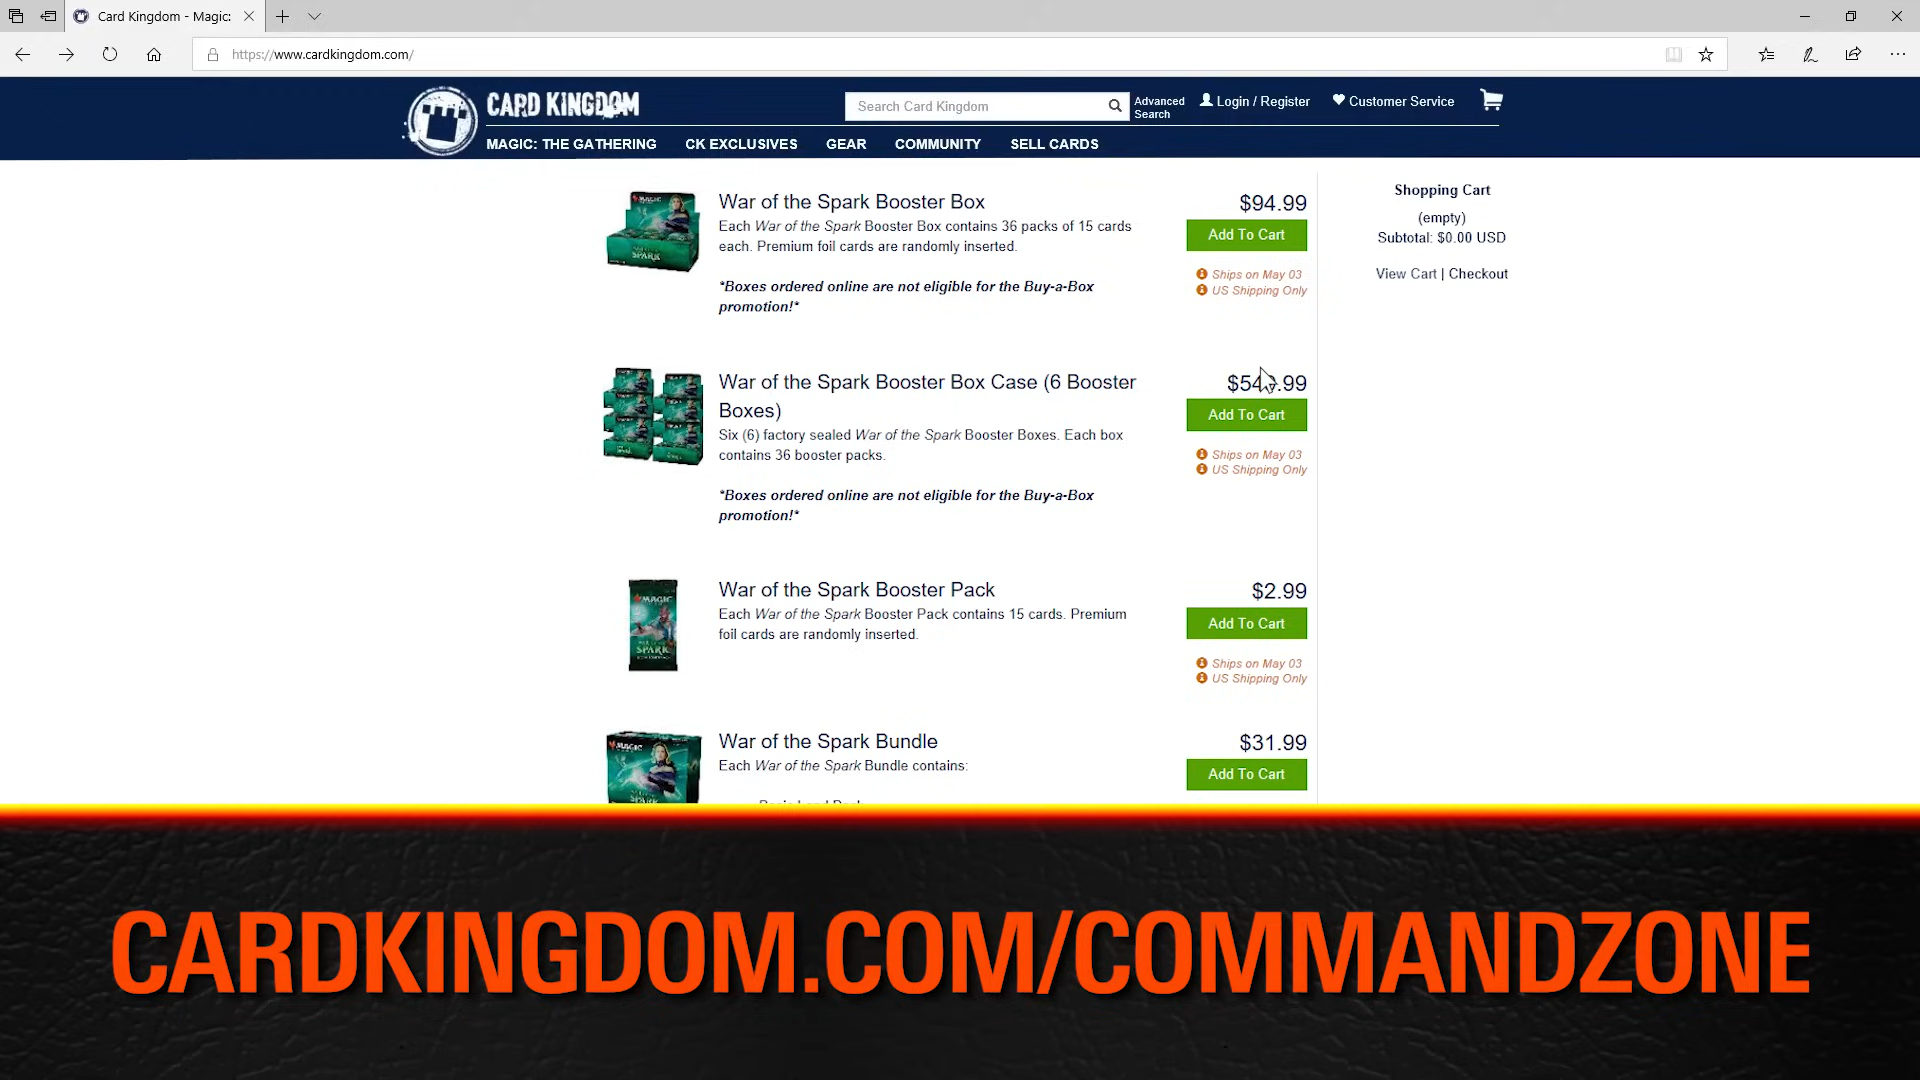 Card Kingdom - Magic:
https://www.cardkingdom.com/
CARD KINGDOM
Search Card Kingdom
Advanced Search
Login / Register
Customer Service
MAGIC: THE GATHERING
CK EXCLUSIVES
GEAR
COMMUNITY
SELL CARDS
MAGIC
SPARK
War of the Spark Booster Box
Each War of the Spark Booster Box contains 36 packs of 15 cards
each. Premium foil cards are randomly inserted.
*Boxes ordered online are not eligible for the Buy-a-Box
promotion!*
$94.99
Add To Cart
Ships on May 03
US Shipping Only
Shopping Cart
(empty)
Subtotal: $0.00 USD
View Cart | Checkout
War of the Spark Booster Box Case (6 Booster
Boxes)
Six (6) factory sealed War of the Spark Booster Boxes. Each box
contains 36 booster packs.
*Boxes ordered online are not eligible for the Buy-a-Box
promotion!*
Add To Cart
Ships on May 03
US Shipping Only
MAGIC
SPARK
War of the Spark Booster Pack
Each War of the Spark Booster Pack contains 15 cards. Premium
foil cards are randomly inserted.
$2.99
Add To Cart
Ships on May 03
US Shipping Only
MAGIC
War of the Spark Bundle
Each War of the Spark Bundle contains:
$31.99
Add To Cart
CARDKINGDOM.COM/COMMANDZONE